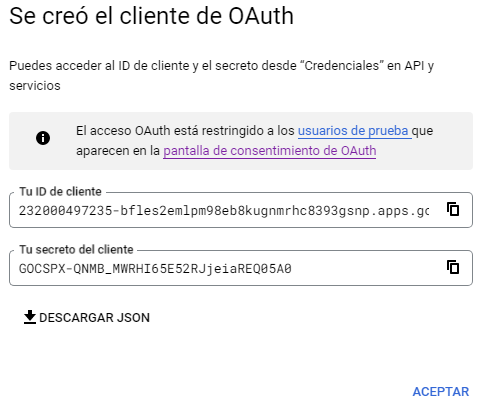 Se creó el cliente de OAuth
Puedes acceder al ID de cliente y el secreto desde “Credenciales” en API y
servicios
El acceso OAuth está restringido a los usuarios de prueba que
aparecen en la pantalla de consentimiento de OAuth
Tu ID de cliente
232000497235-bfles2emlpm98eb8kugnmrhc8393gsnp.apps.gc
Tu secreto del cliente
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
DESCARGAR JSON
ACEPTAR